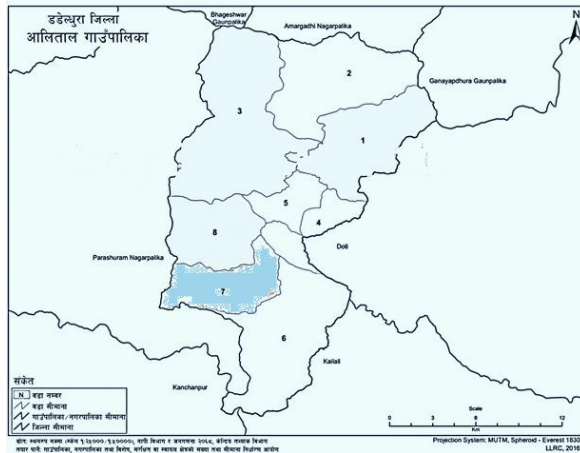 डडेल्धुरा जिल्ला
आलिताल गाउँपालिका
Bhageshwar
Gaunpalika
Amargadhi Nagarpalika
N
Ganayapdhura Gaunpalika
2
3
1
5
4
8
Doti
Parashuram Nagarpalika
7
6
Kailali
Kanchanpur
संकेत
N वडा नम्बर
वडा सीमाना
गाउँपालिका/नगरपालिका सीमाना
जिल्ला सीमाना
Scale
0 3 6 12
Km
Projection System: MUTM, Spheroid - Everest 1830
LLRC, 2016